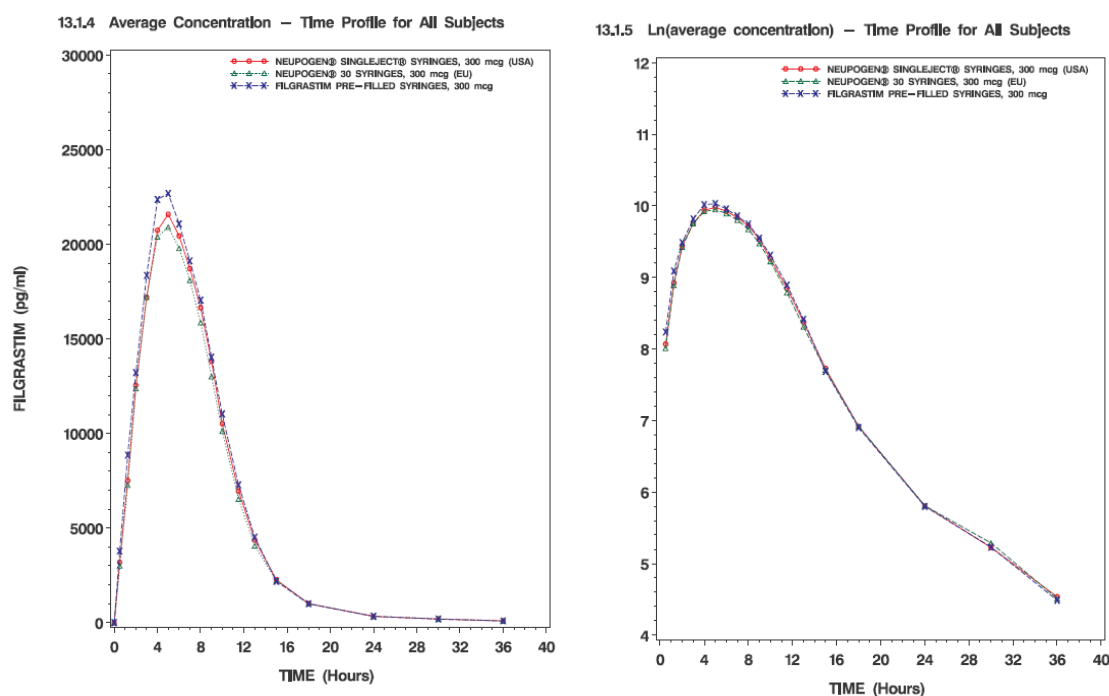 13.1.4 Average Concentration – Time Profile for All Subjects
30000
25000
20000
15000
10000
5000
0
FILGRASTIM (pg/ml)
NEUPOGEN® SINGLEJECT® SYRINGES, 300 mcg (USA)
NEUPOGEN® 30 SYRINGES, 300 mcg (EU)
FILGRASTIM PRE–FILLED SYRINGES, 300 mcg
0 4 8 12 16 20 24 28 32 36 40
TIME (Hours)
13.1.5 Ln(average concentration) – Time Profile for All Subjects
12
11
10
9
8
7
6
5
4
NEUPOGEN® SINGLEJECT® SYRINGES, 300 mcg (USA)
NEUPOGEN® 30 SYRINGES, 300 mcg (EU)
FILGRASTIM PRE–FILLED SYRINGES, 300 mcg
0 4 8 12 16 20 24 28 32 36 40
TIME (Hours)